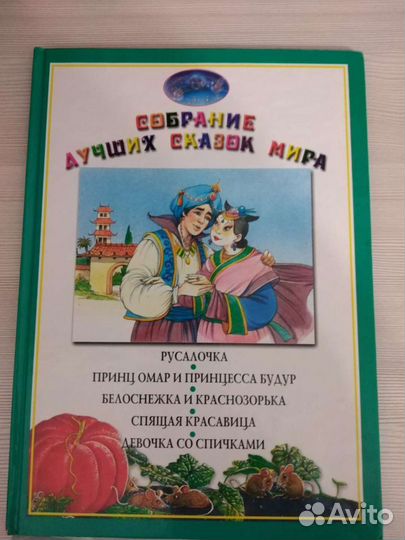 СОБРАНИЕ
ЛУЧШИХ СКАЗОК МИРА
РУСАЛОЧКА
ПРИНЦ ОМАР И ПРИНЦЕССА БУДУР
БЕЛОСНЕЖКА И КРАСНОЗОРЬКА
СПЯЩАЯ КРАСАВИЦА
ДЕВОЧКА СО СПИЧКАМИ
Avito